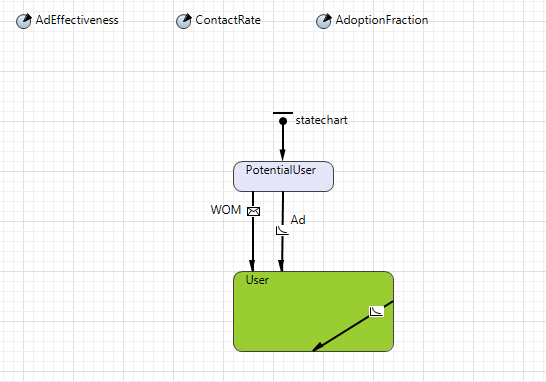 AdEffectiveness
ContactRate
AdoptionFraction
statechart
PotentialUser
WOM
Ad
User